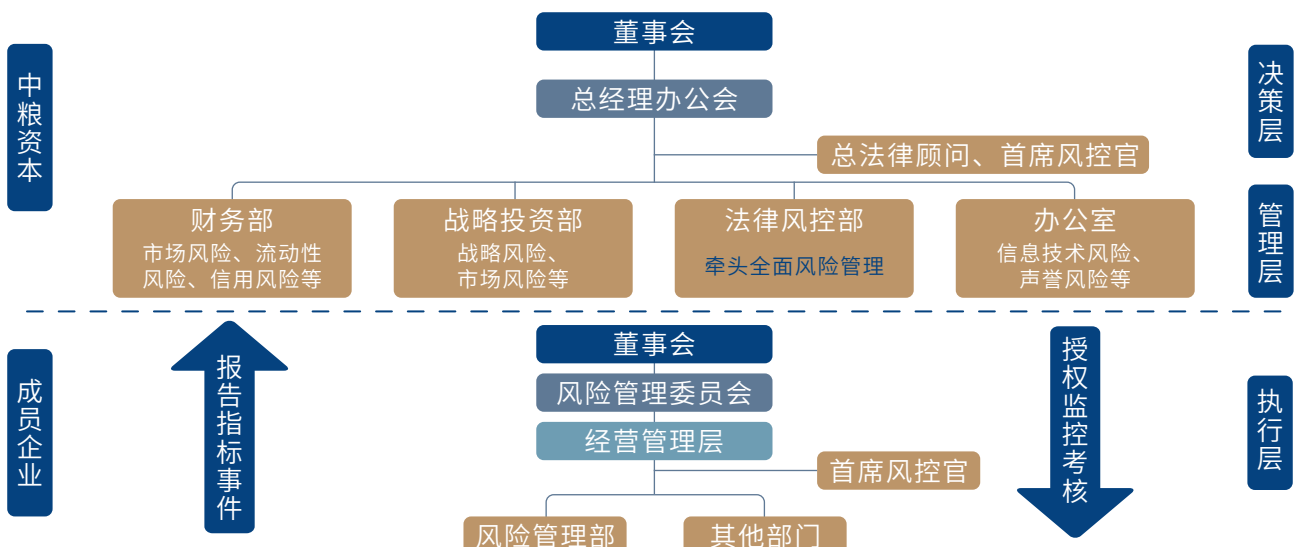 董事会
中粮资本
决策层
总经理办公会
总法律顾问、首席风控官
管理层
财务部
市场风险、流动性
风险、信用风险等
战略投资部
战略风险、
市场风险等
法律风控部
牵头全面风险管理
办公室
信息技术风险、
声誉风险等
成员企业
报告指标事件
董事会
风险管理委员会
经营管理层
首席风控官
风险管理部
其他部门
授权监控考核
执行层